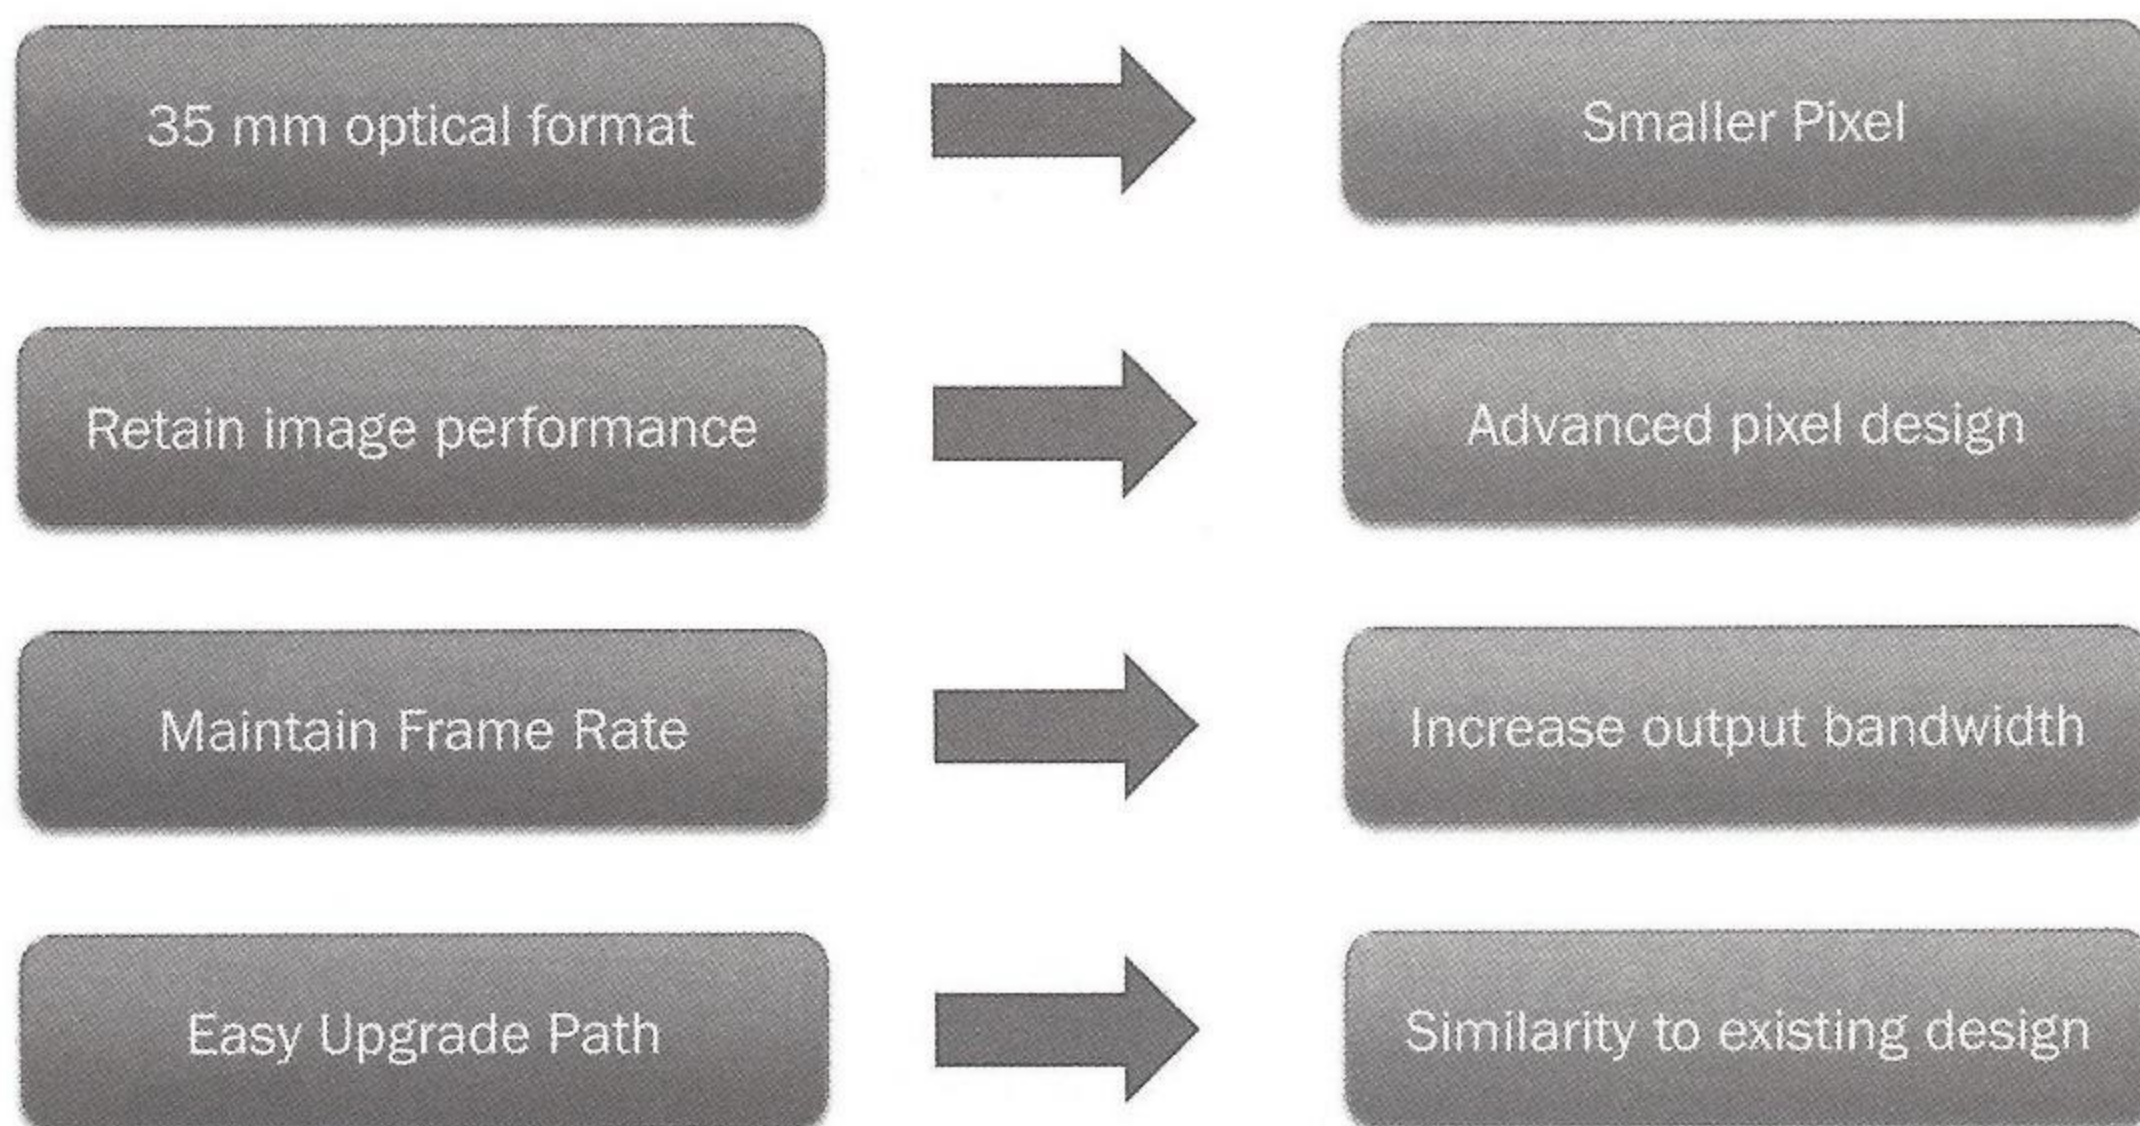 35 mm optical format
Smaller Pixel
Retain image performance
Advanced pixel design
Maintain Frame Rate
Increase output bandwidth
Easy Upgrade Path
Similarity to existing design